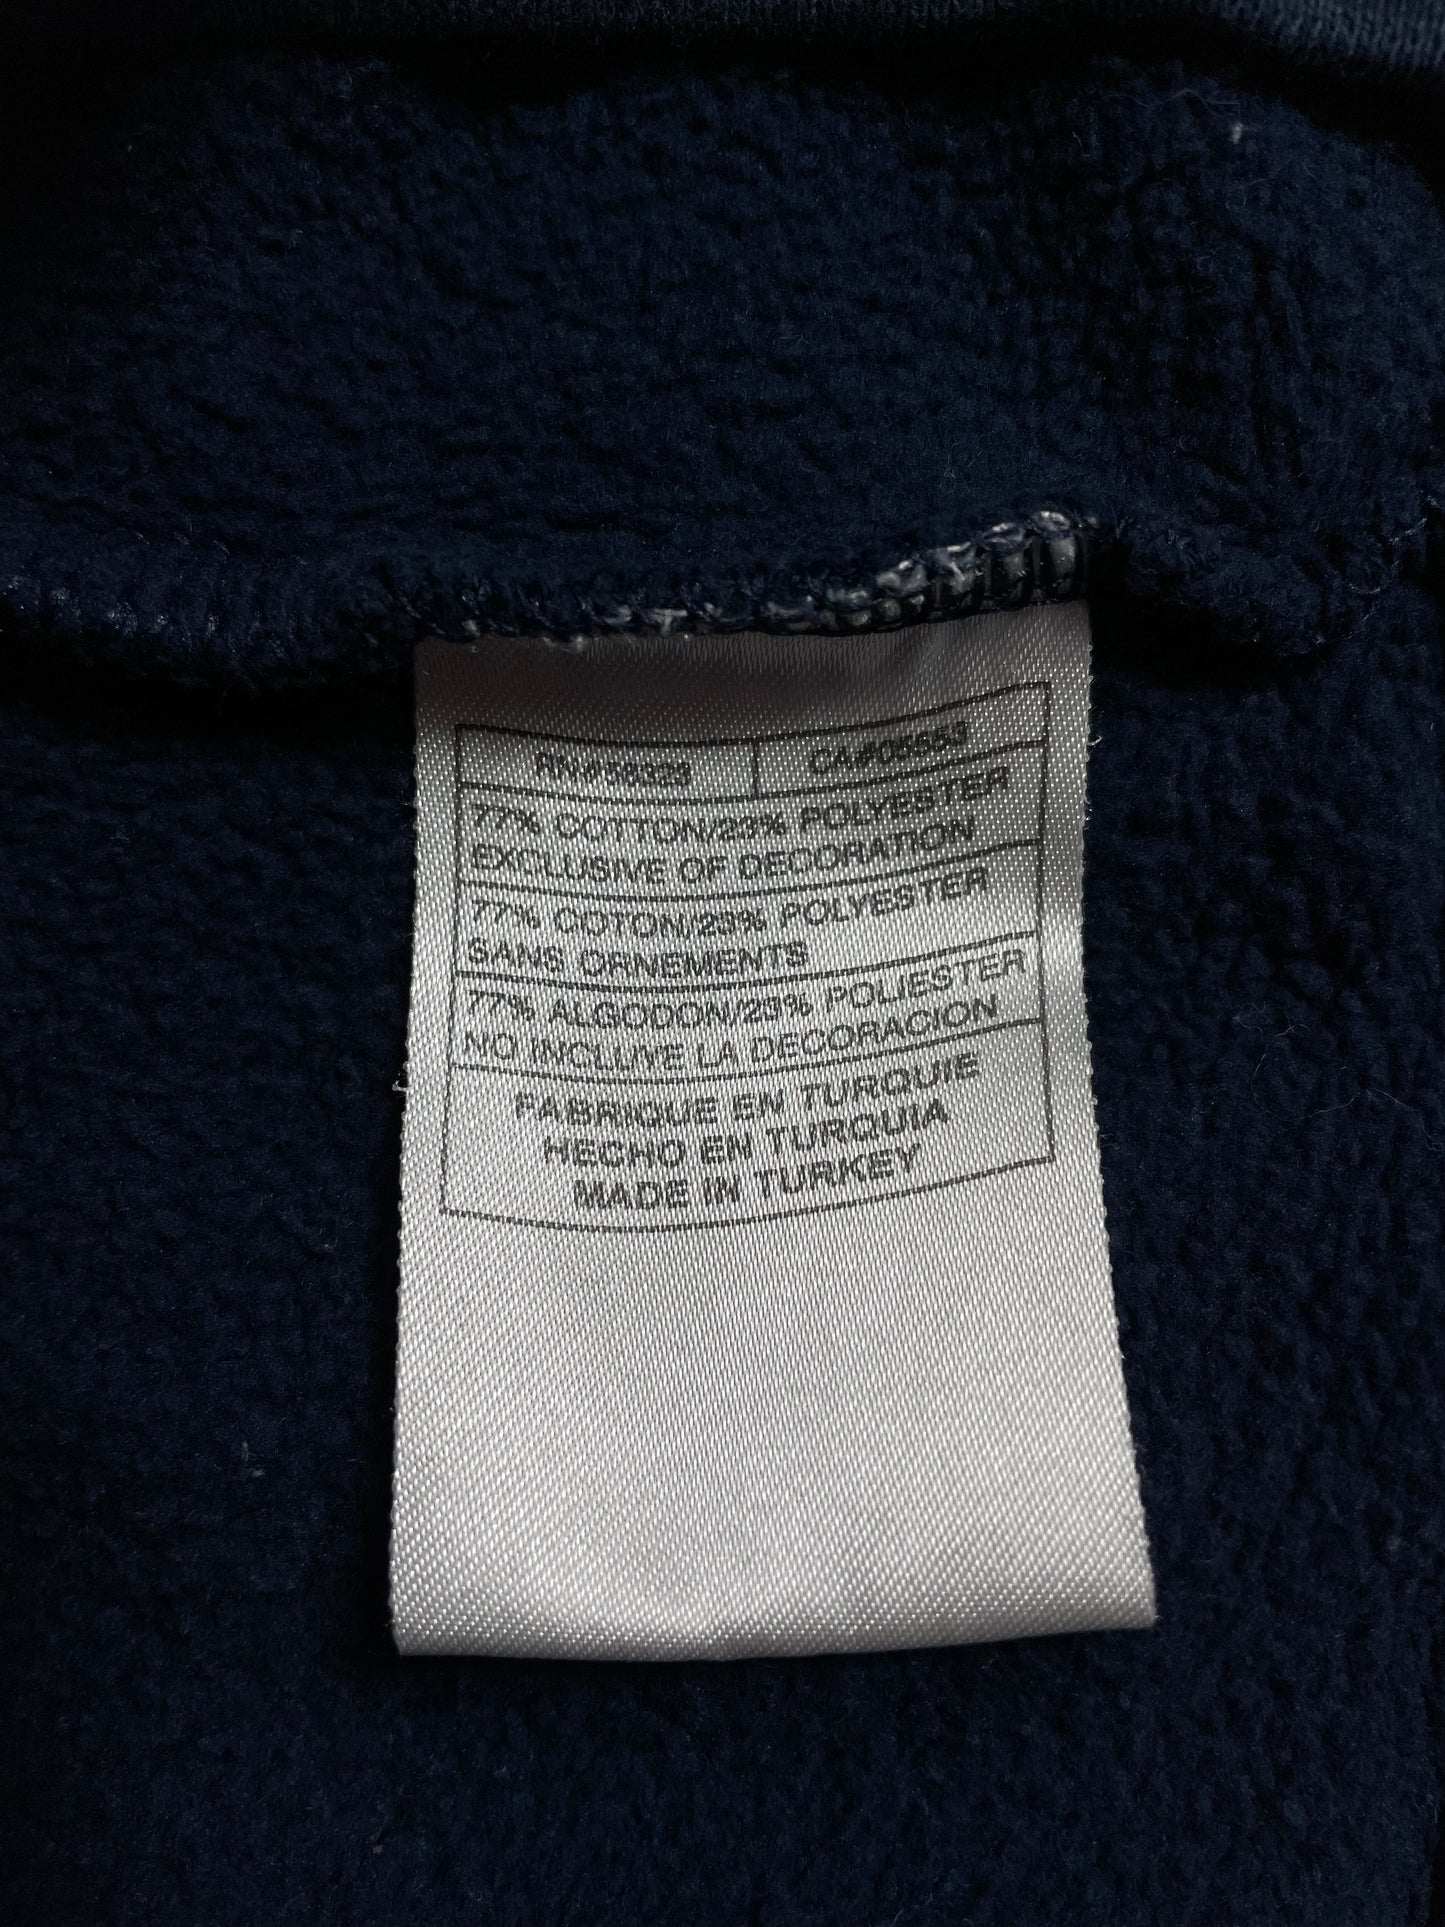 RN#58323 CA#05553
77% COTTON/23% POLYESTER
EXCLUSIVE OF DECORATION
77% COTON/23% POLYESTER
SANS ORNEMENTS
77% ALGODON/23% POLIESTER
NO INCLUYE LA DECORACION
FABRIQUE EN TURQUIE
HECHO EN TURQUIA
MADE IN TURKEY